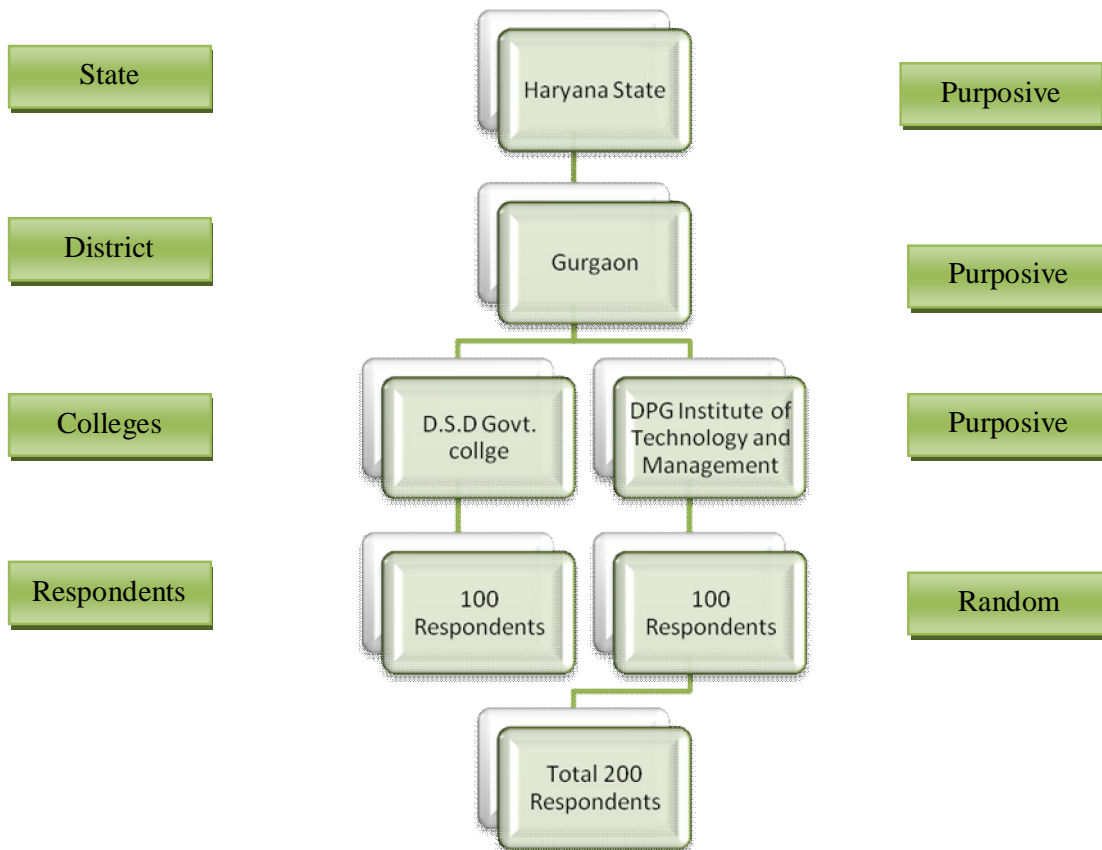 State
Haryana State
Purposive
District
Gurgaon
Purposive
Colleges
D.S.D Govt.
collge
DPG Institute of
Technology and
Management
Purposive
Respondents
100
Respondents
100
Respondents
Random
Total 200
Respondents